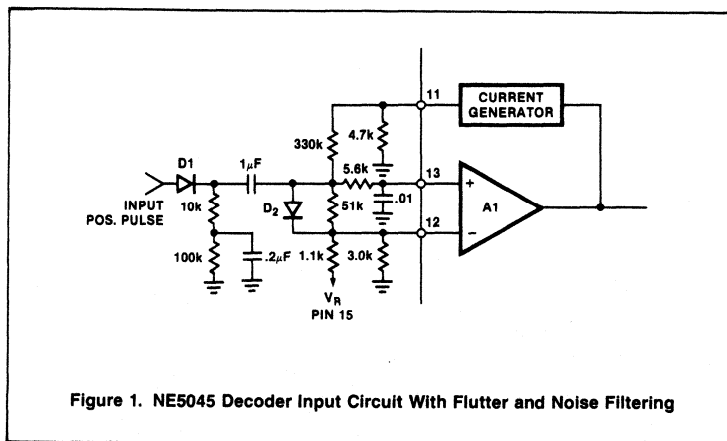 11
CURRENT
GENERATOR
330k
4.7k
D1
1μF
5.6k
13
+
INPUT
POS. PULSE
10k
D2
51k
.01
A1
12
−
100k
.2μF
1.1k
3.0k
VR
PIN 15
Figure 1. NE5045 Decoder Input Circuit With Flutter and Noise Filtering